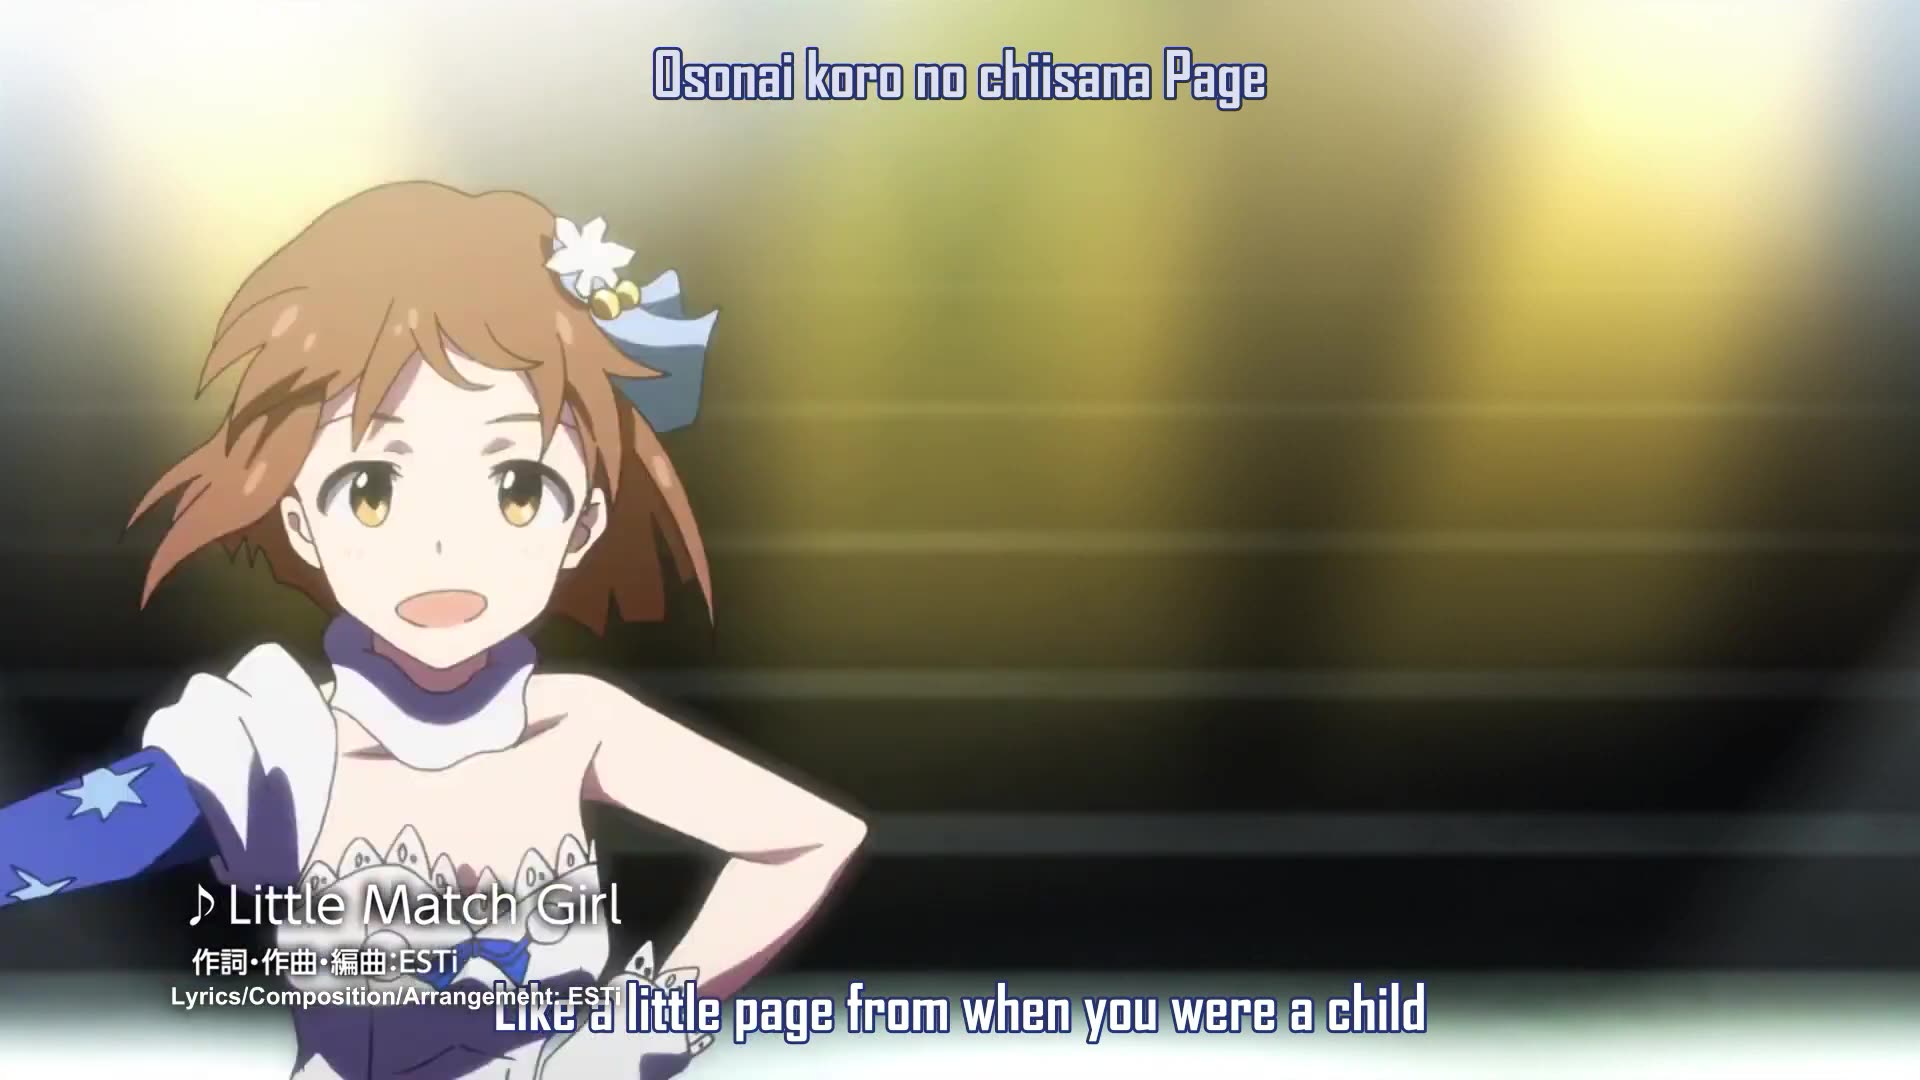 Osonai koro no chiisana Page
♪Little Match Girl
作詞・作曲・編曲:ESTi
Lyrics/Composition/Arrangement: ESTi
Like a little page from when you were a child